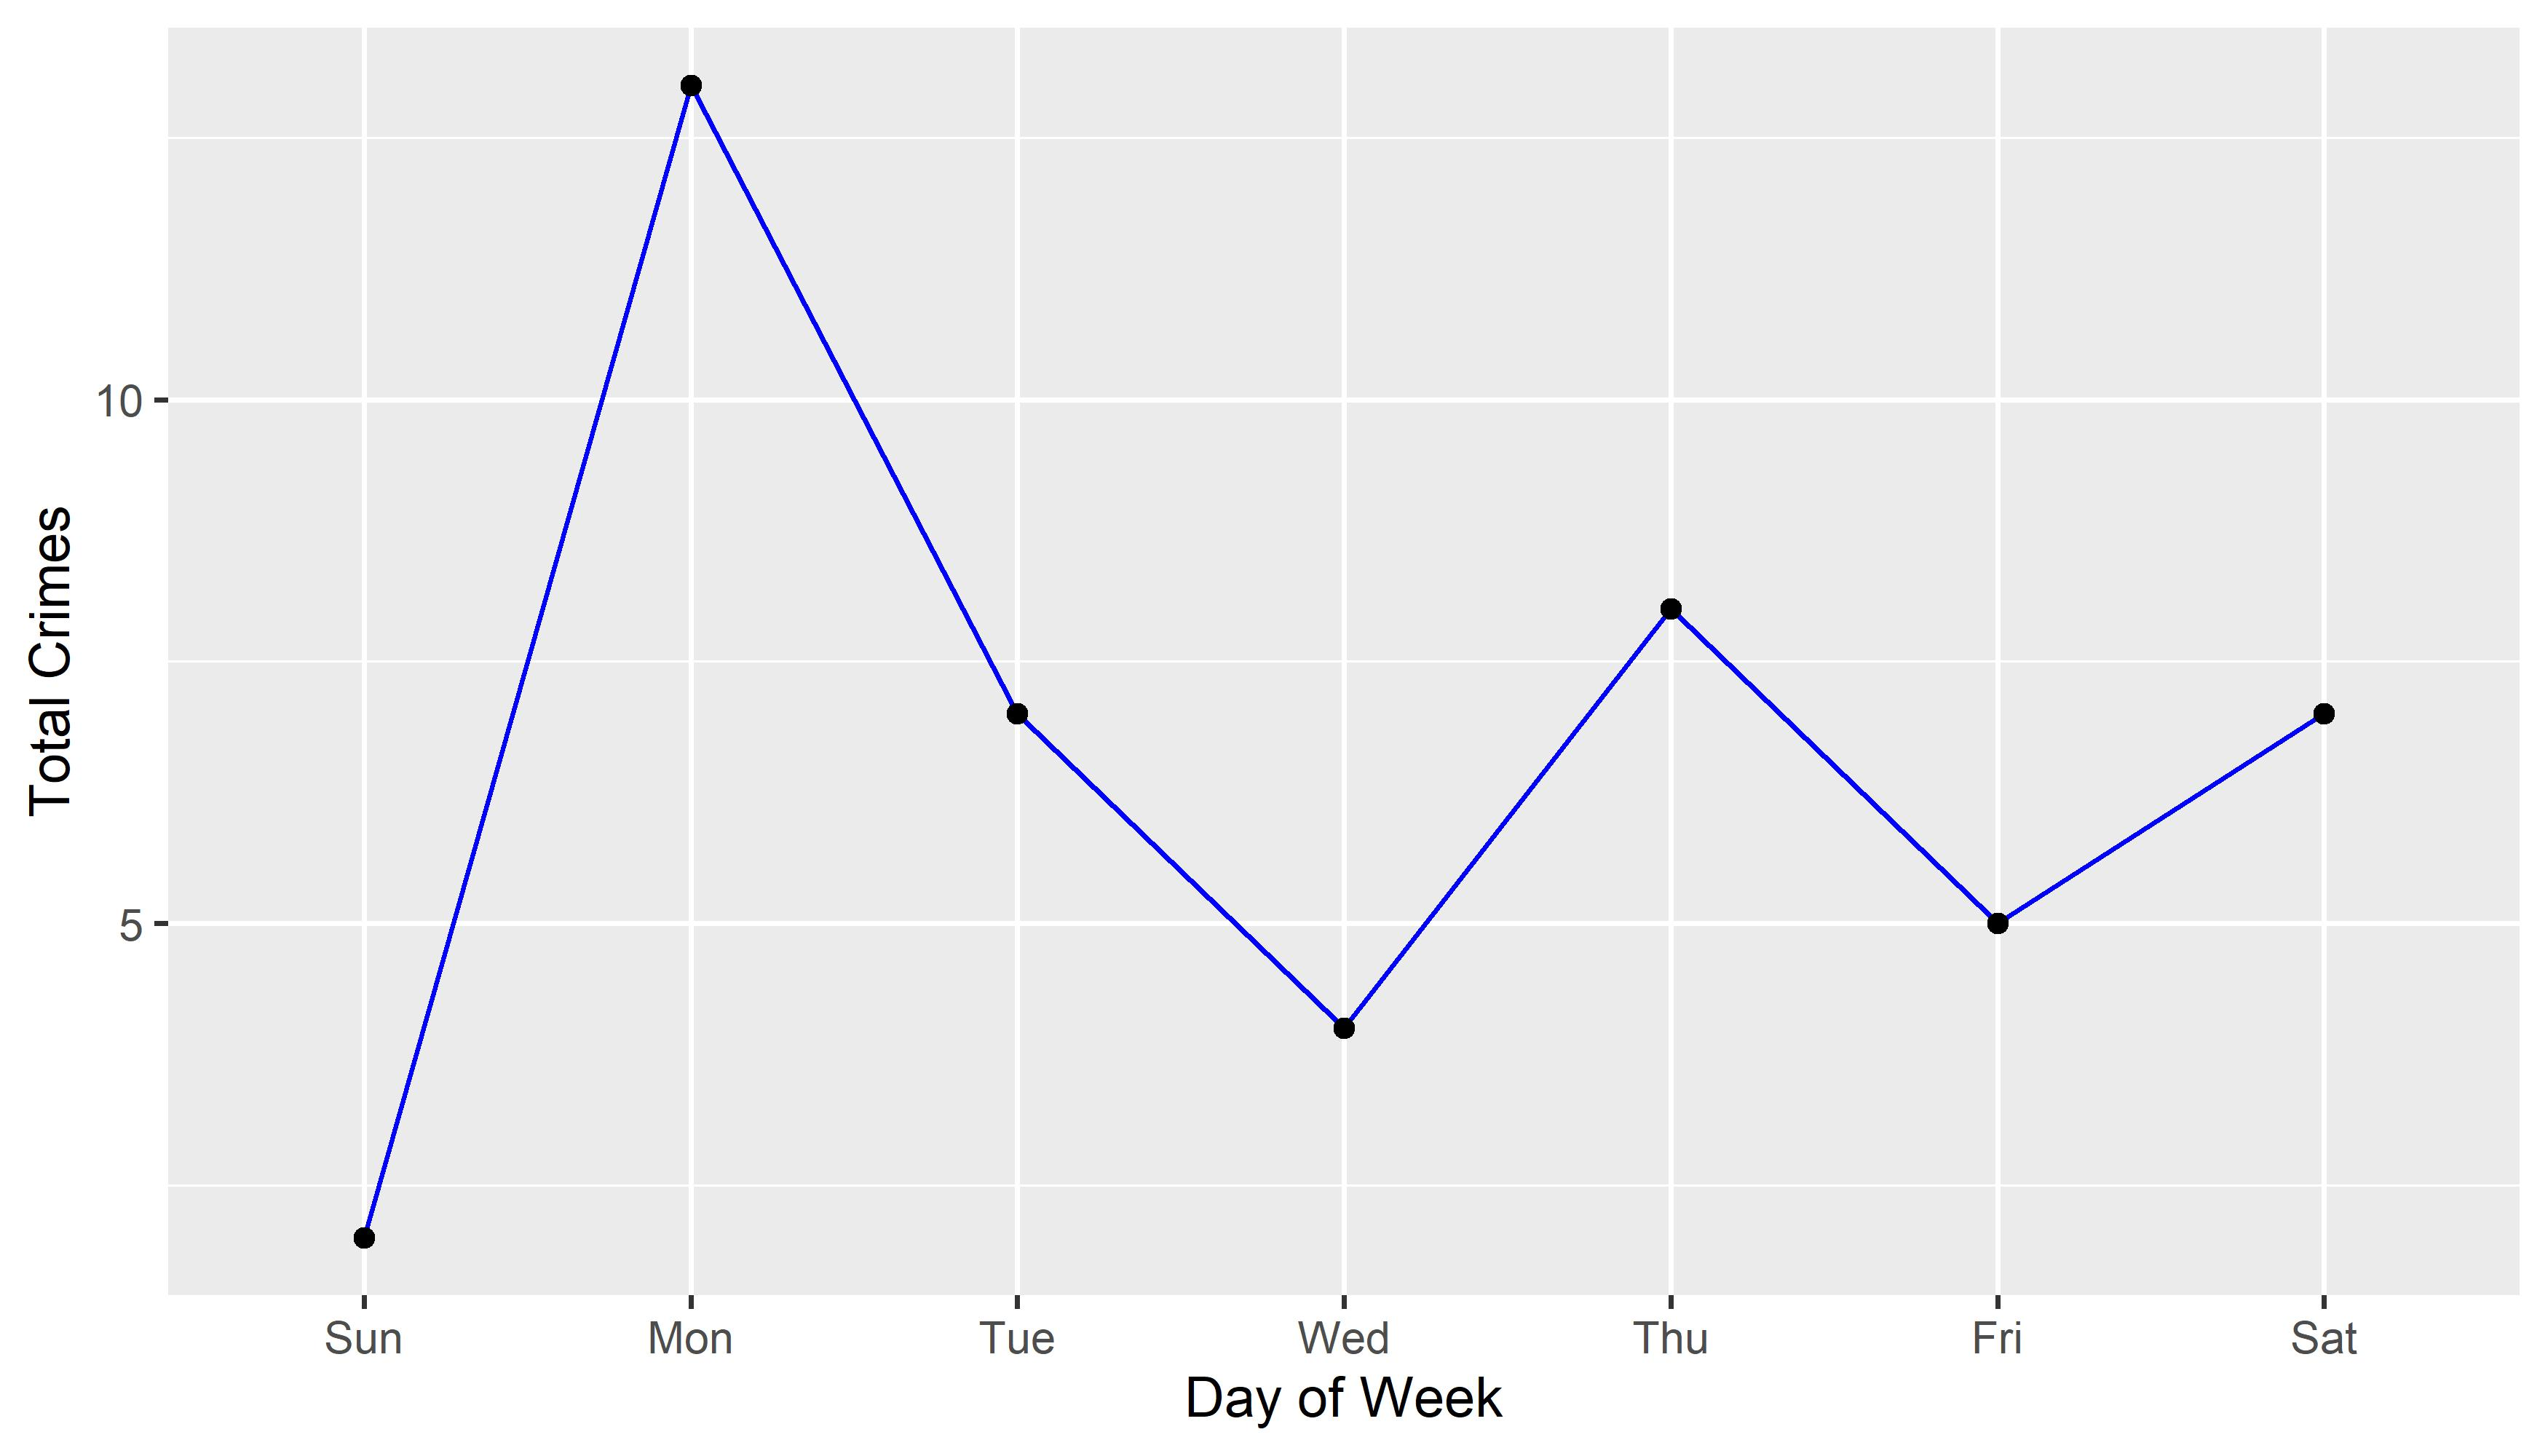 Total Crimes
10
5
Sun Mon Tue Wed Thu Fri Sat
Day of Week